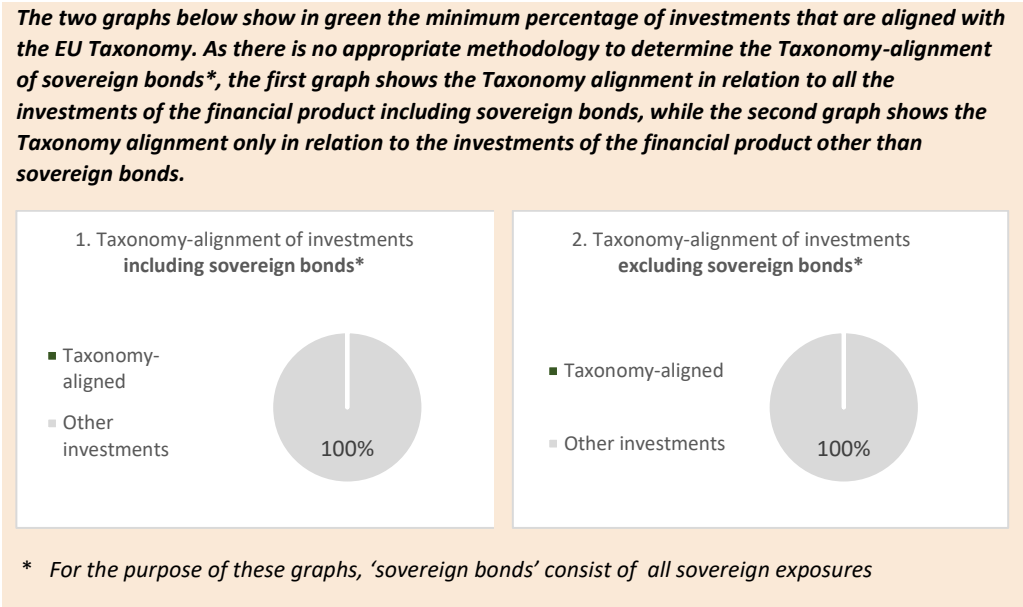 The two graphs below show in green the minimum percentage of investments that are aligned with
the EU Taxonomy. As there is no appropriate methodology to determine the Taxonomy-alignment
of sovereign bonds*, the first graph shows the Taxonomy alignment in relation to all the
investments of the financial product including sovereign bonds, while the second graph shows the
Taxonomy alignment only in relation to the investments of the financial product other than
sovereign bonds.
1. Taxonomy-alignment of investments
including sovereign bonds*
Taxonomy-
aligned
Other
investments
100%
2. Taxonomy-alignment of investments
excluding sovereign bonds*
Taxonomy-aligned
Other investments
100%
* For the purpose of these graphs, ‘sovereign bonds’ consist of all sovereign exposures